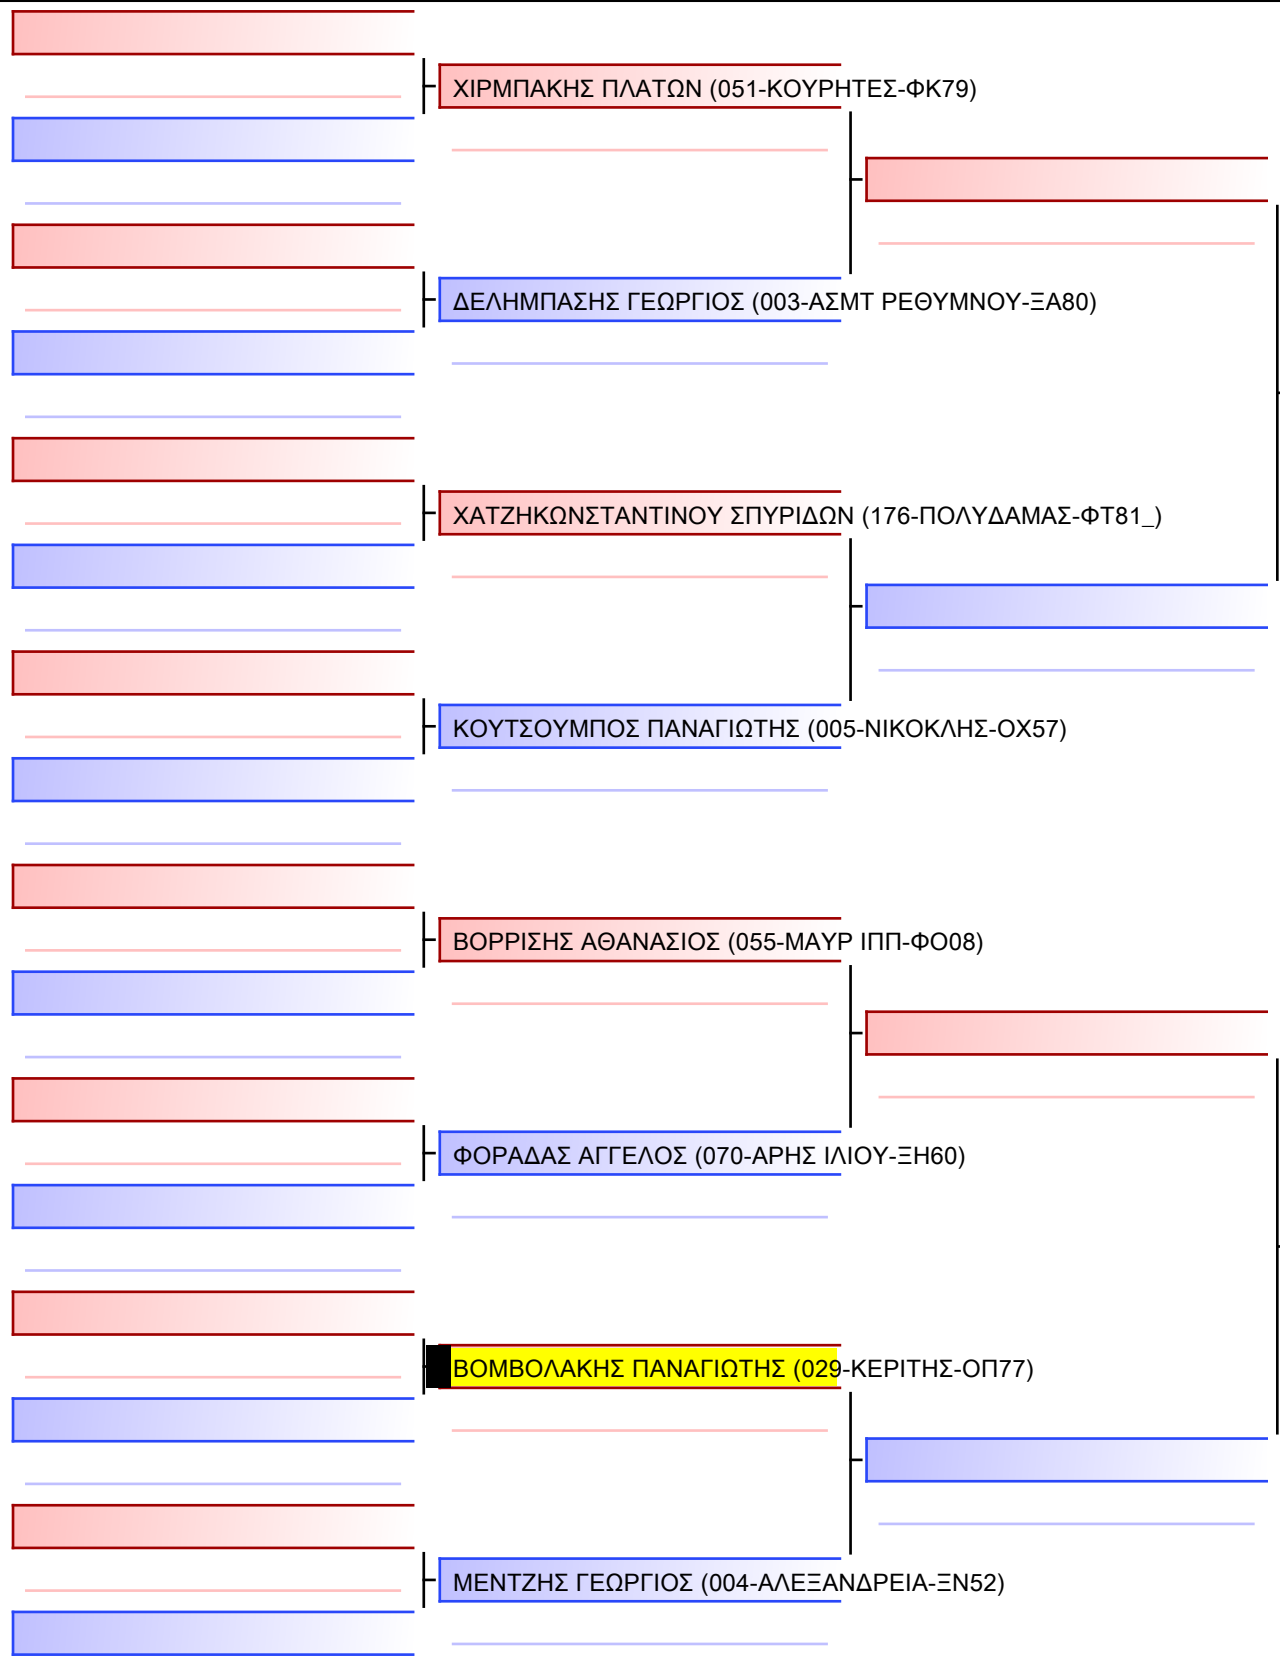 ΧΙΡΜΠΑΚΗΣ ΠΛΑΤΩΝ (051-ΚΟΥΡΗΤΕΣ-ΦΚ79)
ΔΕΛΗΜΠΑΣΗΣ ΓΕΩΡΓΙΟΣ (003-ΑΣΜΤ ΡΕΘΥΜΝΟΥ-ΞΑ80)
ΧΑΤΖΗΚΩΝΣΤΑΝΤΙΝΟΥ ΣΠΥΡΙΔΩΝ (176-ΠΟΛΥΔΑΜΑΣ-ΦΤ81_)
ΚΟΥΤΣΟΥΜΠΟΣ ΠΑΝΑΓΙΩΤΗΣ (005-ΝΙΚΟΚΛΗΣ-ΟΧ57)
ΒΟΡΡΙΣΗΣ ΑΘΑΝΑΣΙΟΣ (055-ΜΑΥΡ ΙΠΠ-ΦΟ08)
ΦΟΡΑΔΑΣ ΑΓΓΕΛΟΣ (070-ΑΡΗΣ ΙΛΙΟΥ-ΞΗ60)
ΒΟΜΒΟΛΑΚΗΣ ΠΑΝΑΓΙΩΤΗΣ (029-ΚΕΡΙΤΗΣ-ΟΠ77)
ΜΕΝΤΖΗΣ ΓΕΩΡΓΙΟΣ (004-ΑΛΕΞΑΝΔΡΕΙΑ-ΞΝ52)